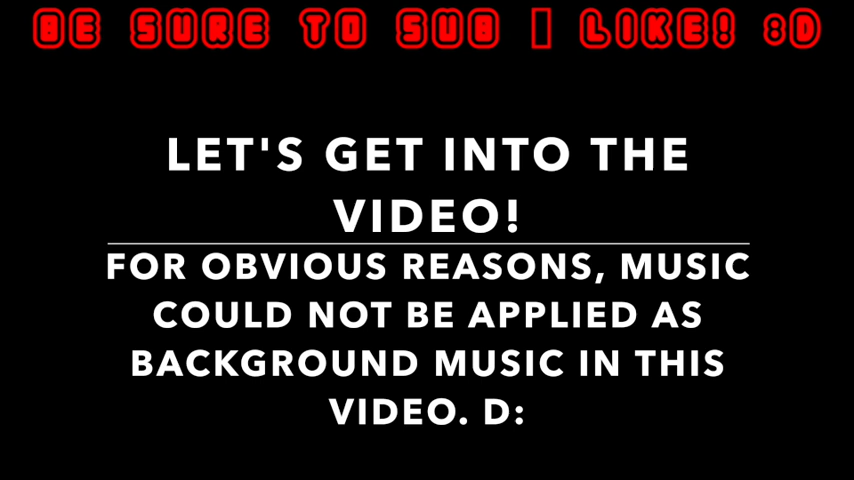 BE SURE TO SUB LIKE! 8D
LET'S GET INTO THE
VIDEO!
FOR OBVIOUS REASONS, MUSIC
COULD NOT BE APPLIED AS
BACKGROUND MUSIC IN THIS
VIDEO. D: